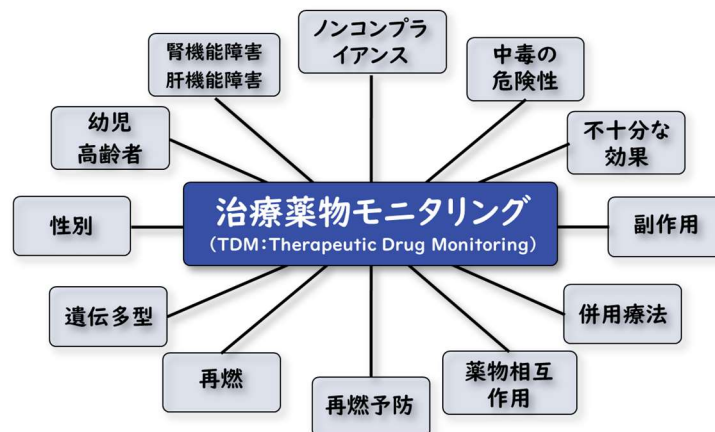 ノンコンプラ
イアンス
腎機能障害
肝機能障害
中毒の
危険性
幼児
高齢者
不十分な
効果
治療薬物モニタリング
(TDM:Therapeutic Drug Monitoring)
性別
副作用
遺伝多型
併用療法
再燃
薬物相互
作用
再燃予防